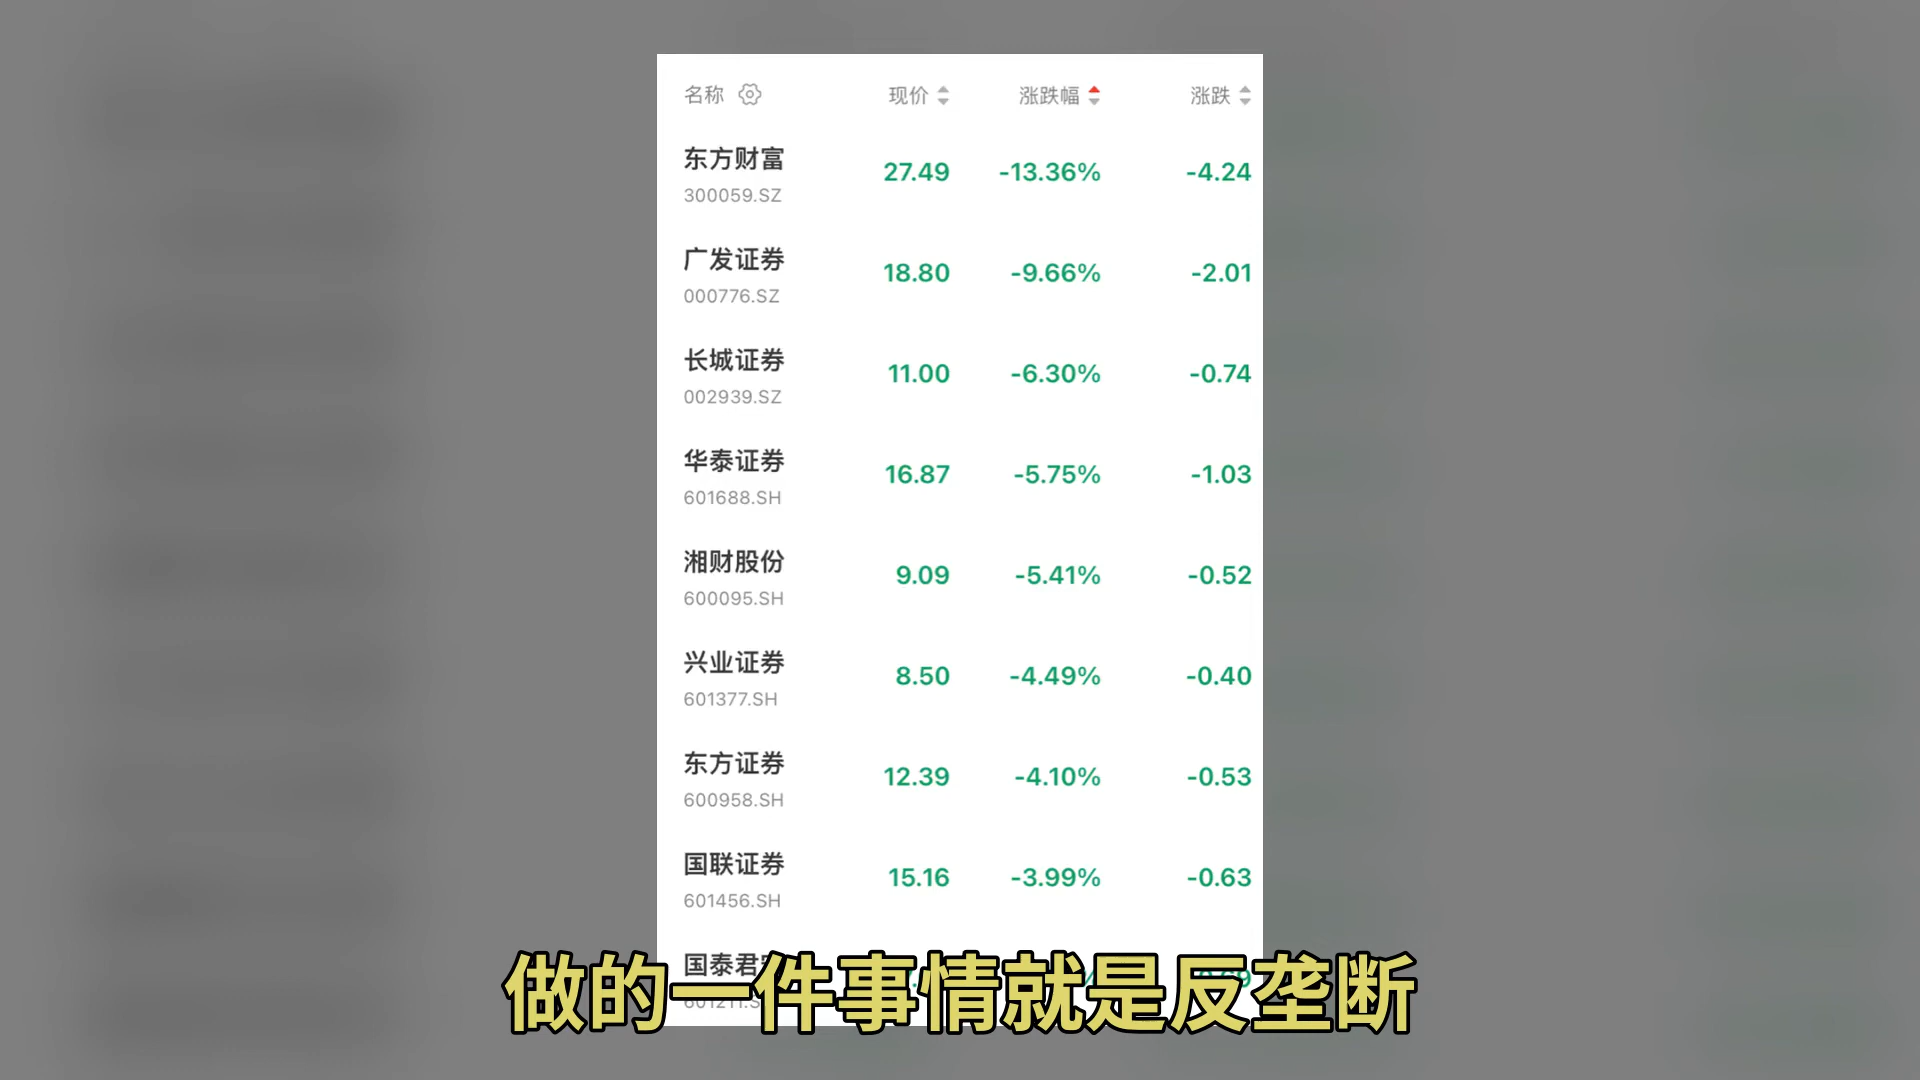 名称 现价 涨跌幅 涨跌
东方财富 27.49 -13.36% -4.24
300059.SZ
广发证券 18.80 -9.66% -2.01
000776.SZ
长城证券 11.00 -6.30% -0.74
002939.SZ
华泰证券 16.87 -5.75% -1.03
601688.SH
湘财股份 9.09 -5.41% -0.52
600095.SH
兴业证券 8.50 -4.49% -0.40
601377.SH
东方证券 12.39 -4.10% -0.53
600958.SH
国联证券 15.16 -3.99% -0.63
601456.SH
国泰君
做的一件事情就是反垄断